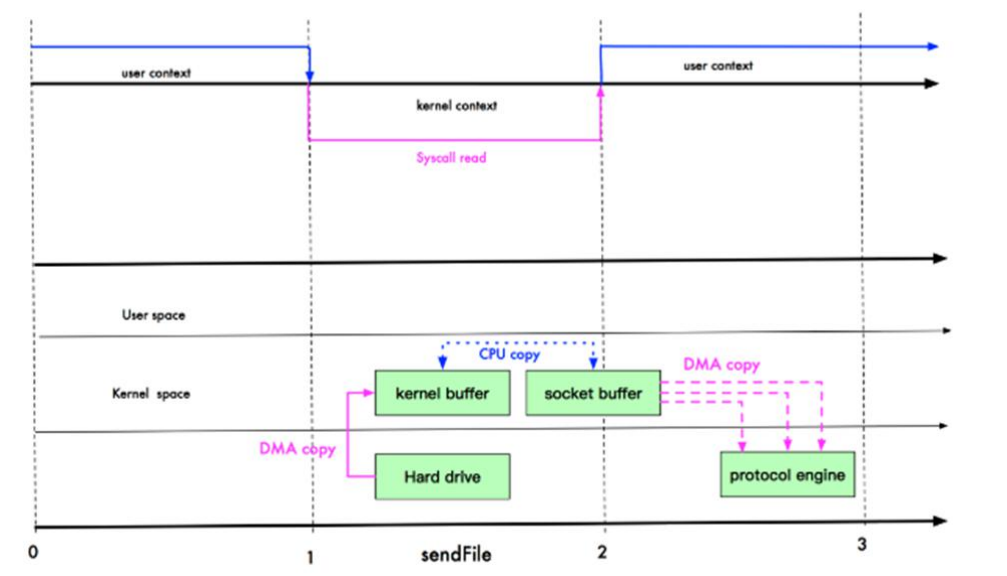 user context
user context
kernel context
Syscall read
User space
CPU copy
DMA copy
Kernel space
kernel buffer
socket buffer
DMA copy
Hard drive
protocol engine
0
1
sendFile
2
3